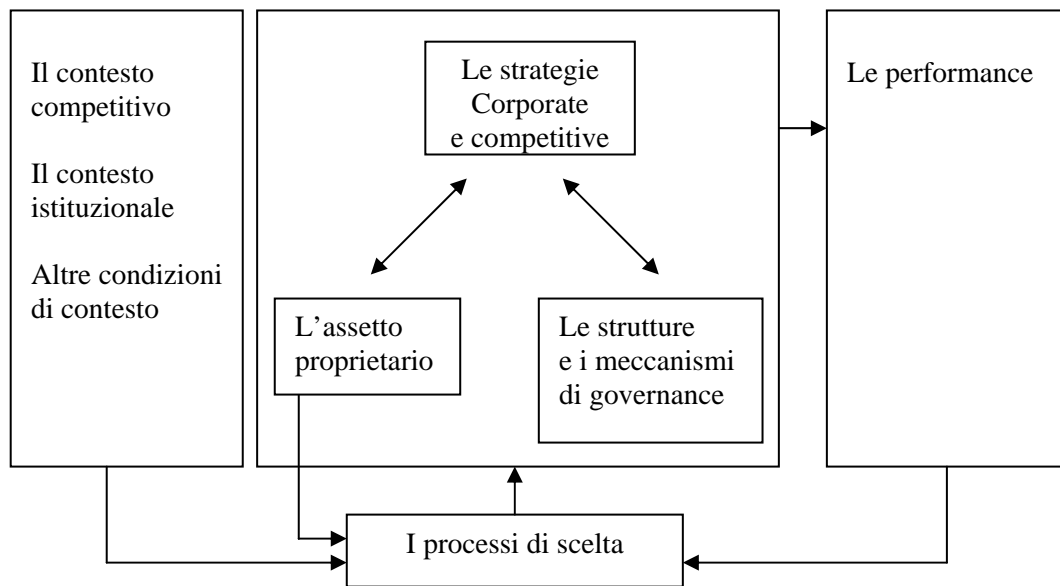 Il contesto
competitivo
Il contesto
istituzionale
Altre condizioni
di contesto
Le strategie
Corporate
e competitive
L’assetto
proprietario
Le strutture
e i meccanismi
di governance
Le performance
I processi di scelta